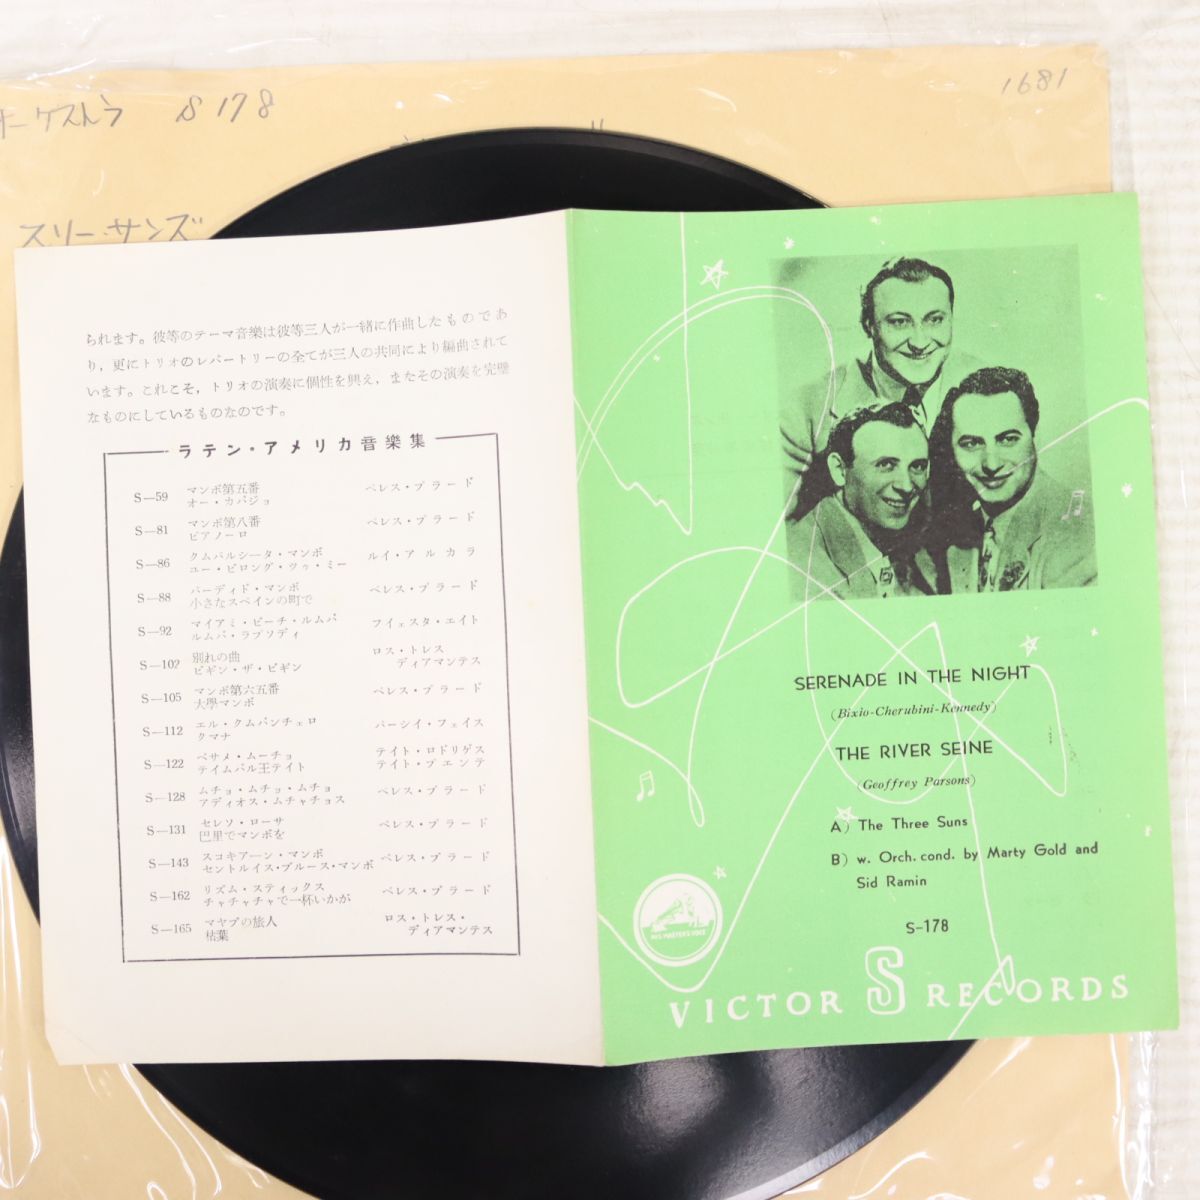 オーケストラ S178
1681
スリー・サンズ
られます。彼等のテーマ音樂は彼等三人が一緒に作曲したものであ
り，更にトリオのレパートリーの全てが三人の共同により編曲されて
います。これこそ，トリオの演奏に個性を興え，またその演奏を完璧
なものにしているものなのです。
ラテン・アメリカ音樂集
S—59 マンボ第五番 ペレス・プラード
オー・カバジョ
S—81 マンボ第八番 ペレス・プラード
ピアノーロ
S—86 クムパルシータ・マンボ ルイ・アルカラ
ユー・ビロング・ツゥ・ミー
S—88 バーディド・マンボ ペレス・プラード
小さなスペインの町で
S—92 マイアミ・ビーチ・ルムバ フイェスタ・エイト
ルムバ・ラプソディ
S—102 別れの曲 ロス・トレス
ビギン・ザ・ビギン ディアマンテス
S—105 マンボ第六五番 ペレス・プラード
大學マンボ
S—112 エル・クムバンチェロ パーシイ・フェイス
クマナ
S—122 ベサメ・ムーチョ テイト・ロドリゲス
テイムバル王テイト テイト・プエンテ
S—128 ムチョ・ムチョ・ムチョ ペレス・プラード
アディオス・ムチャチョス
S—131 セレソ・ローサ ペレス・プラード
巴里でマンボを
S—143 スコキアーン・マンボ ペレス・プラード
セントルイス・ブルース・マンボ
S—162 リズム・スティックス ペレス・プラード
チャチャチャで一杯いかが
S—165 マヤブの旅人 ロス・トレス・
枯葉 ディアマンテス
SERENADE IN THE NIGHT
(Bixio-Cherubini-Kennedy)
THE RIVER SEINE
(Geoffrey Parsons)
A) The Three Suns
B) w. Orch. cond. by Marty Gold and
Sid Ramin
S-178
HIS MASTER'S VOICE
VICTOR S RECORDS